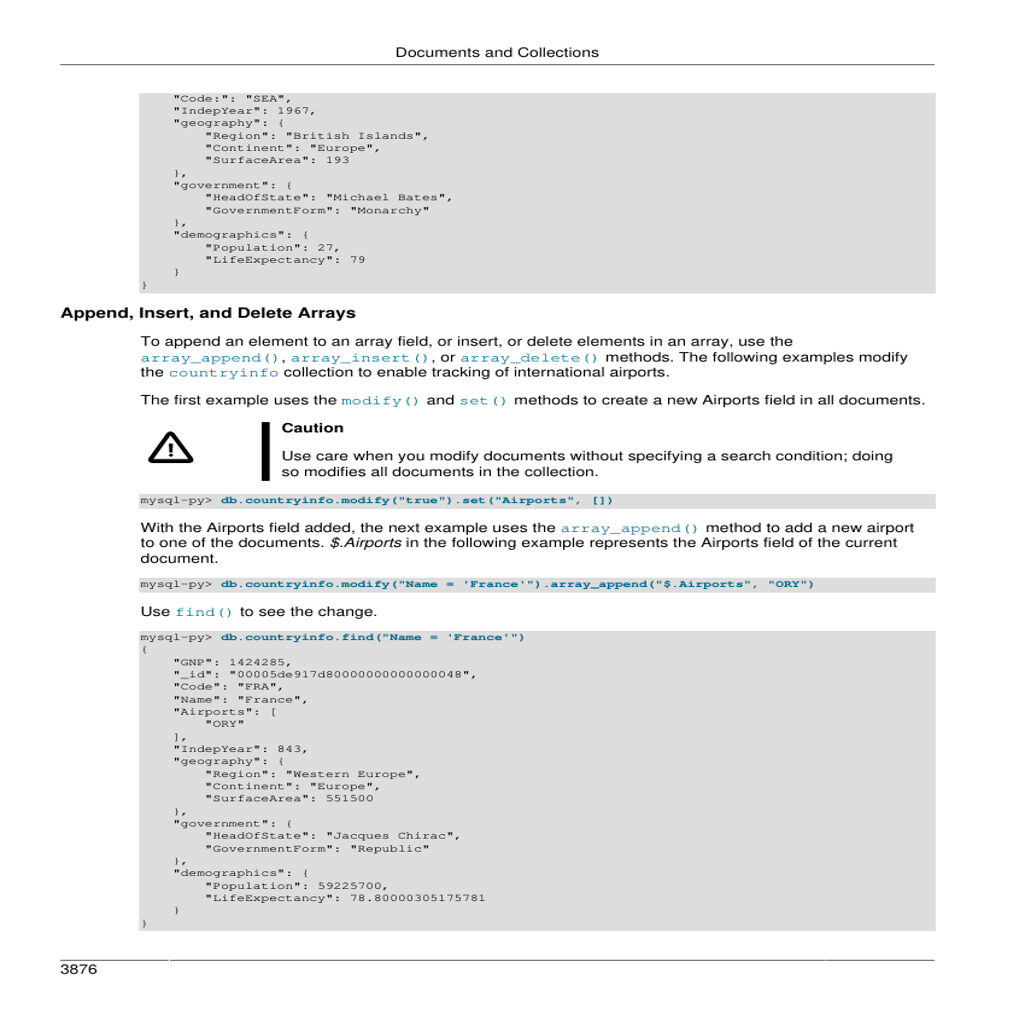 Documents and Collections
"Code:": "SEA",
"IndepYear": 1967,
"geography": {
"Region": "British Islands",
"Continent": "Europe",
"SurfaceArea": 193
},
"government": {
"HeadOfState": "Michael Bates",
"GovernmentForm": "Monarchy"
},
"demographics": {
"Population": 27,
"LifeExpectancy": 79
}
}
Append, Insert, and Delete Arrays
To append an element to an array field, or insert, or delete elements in an array, use the
array_append(), array_insert(), or array_delete() methods. The following examples modify
the countryinfo collection to enable tracking of international airports.
The first example uses the modify() and set() methods to create a new Airports field in all documents.
Caution
Use care when you modify documents without specifying a search condition; doing
so modifies all documents in the collection.
mysql-py> db.countryinfo.modify("true").set("Airports", [])
With the Airports field added, the next example uses the array_append() method to add a new airport
to one of the documents. $.Airports in the following example represents the Airports field of the current
document.
mysql-py> db.countryinfo.modify("Name = 'France'").array_append("$.Airports", "ORY")
Use find() to see the change.
mysql-py> db.countryinfo.find("Name = 'France'")
{
"GNP": 1424285,
"_id": "00005de917d80000000000000048",
"Code": "FRA",
"Name": "France",
"Airports": [
"ORY"
],
"IndepYear": 843,
"geography": {
"Region": "Western Europe",
"Continent": "Europe",
"SurfaceArea": 551500
},
"government": {
"HeadOfState": "Jacques Chirac",
"GovernmentForm": "Republic"
},
"demographics": {
"Population": 59225700,
"LifeExpectancy": 78.80000305175781
}
}
3876